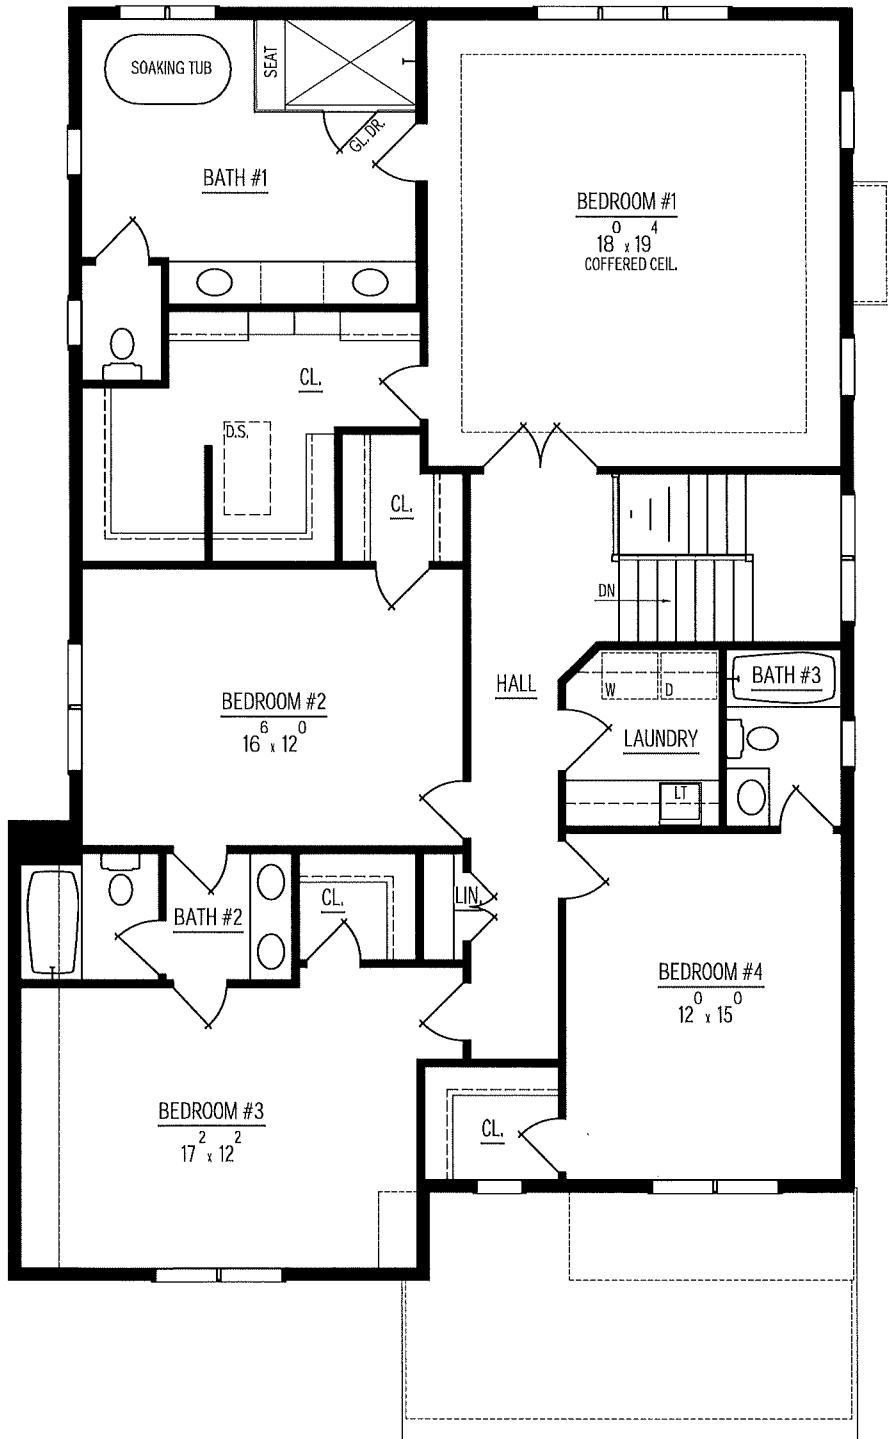 SOAKING TUB
SEAT
GL. DR.
BATH #1
BEDROOM #1
18⁰ x 19⁴
COFFERED CEIL.
CL.
D.S.
CL.
DN
HALL
W
D
BATH #3
BEDROOM #2
16⁶ x 12⁰
LAUNDRY
LT
CL.
LIN.
BATH #2
BEDROOM #4
12⁰ x 15⁰
BEDROOM #3
17² x 12²
CL.